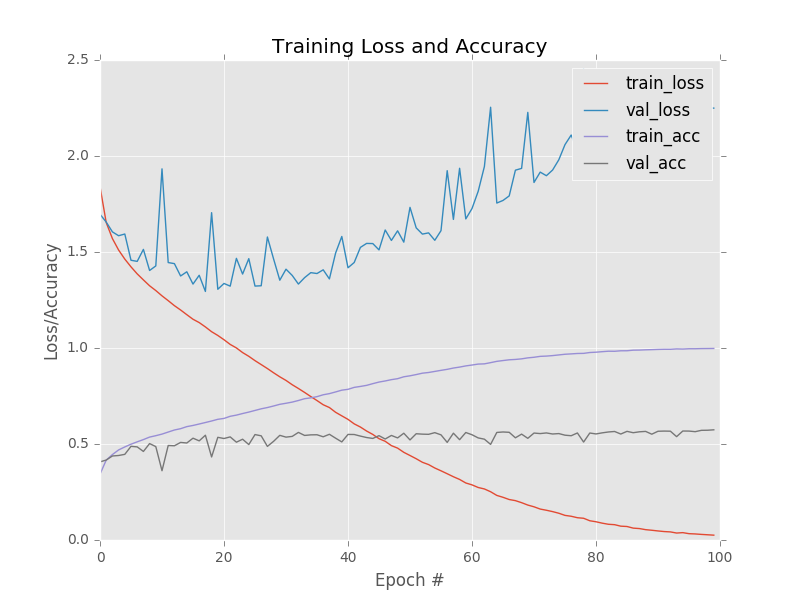 Training Loss and Accuracy
2.5
2.0
1.5
1.0
0.5
0.0
Loss/Accuracy
train_loss
val_loss
train_acc
val_acc
0
20
40
60
80
100
Epoch #